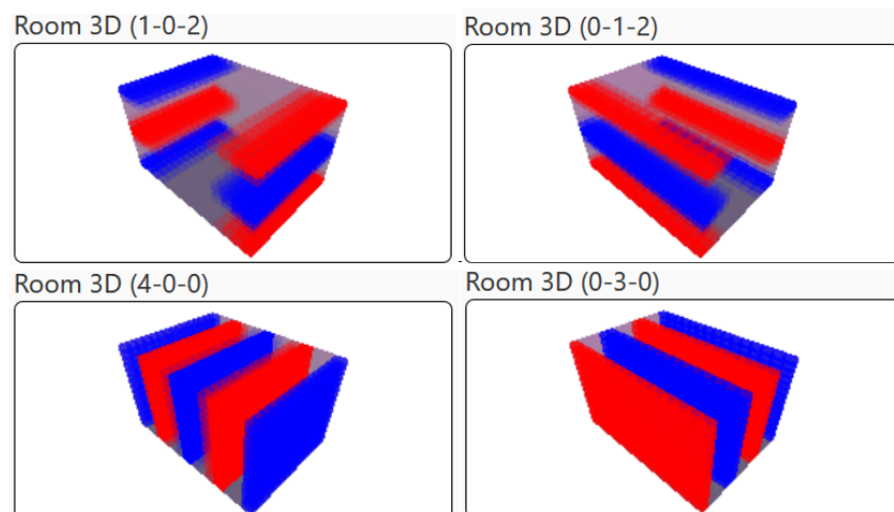 Room 3D (1-0-2)
Room 3D (0-1-2)
Room 3D (4-0-0)
Room 3D (0-3-0)